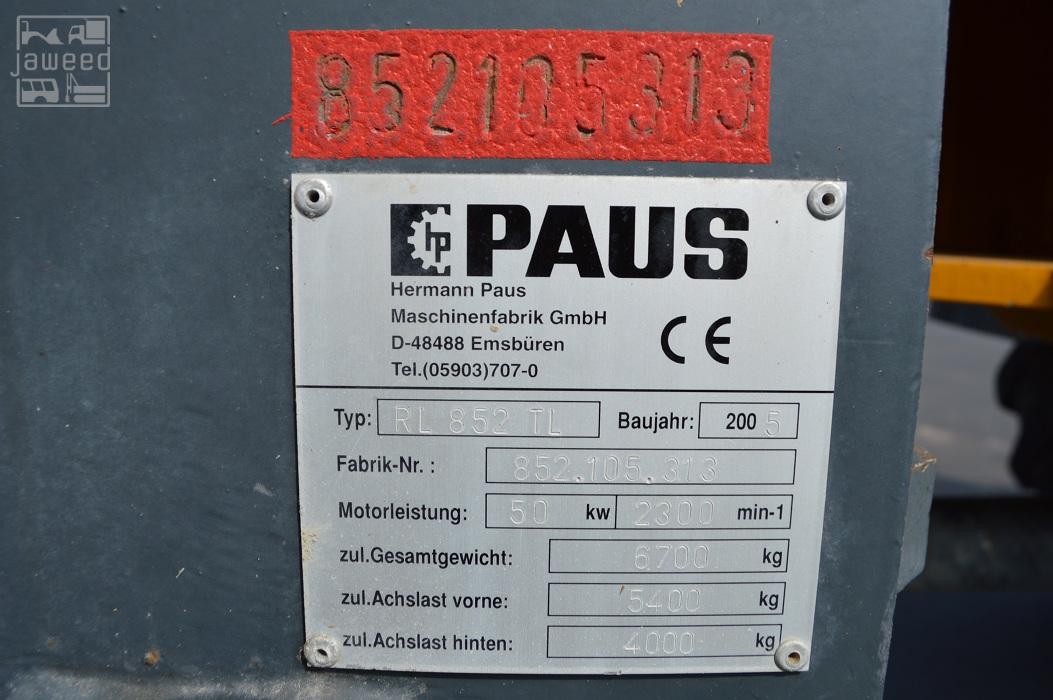 jaweed
852105313
hp PAUS
Hermann Paus
Maschinenfabrik GmbH
D-48488 Emsbüren
Tel.(05903)707-0
CE
Typ: RL 852 TL Baujahr: 2005
Fabrik-Nr. : 852.105.313
Motorleistung: 50 kw 2300 min-1
zul.Gesamtgewicht: 6700 kg
zul.Achslast vorne: 5400 kg
zul.Achslast hinten: 4000 kg